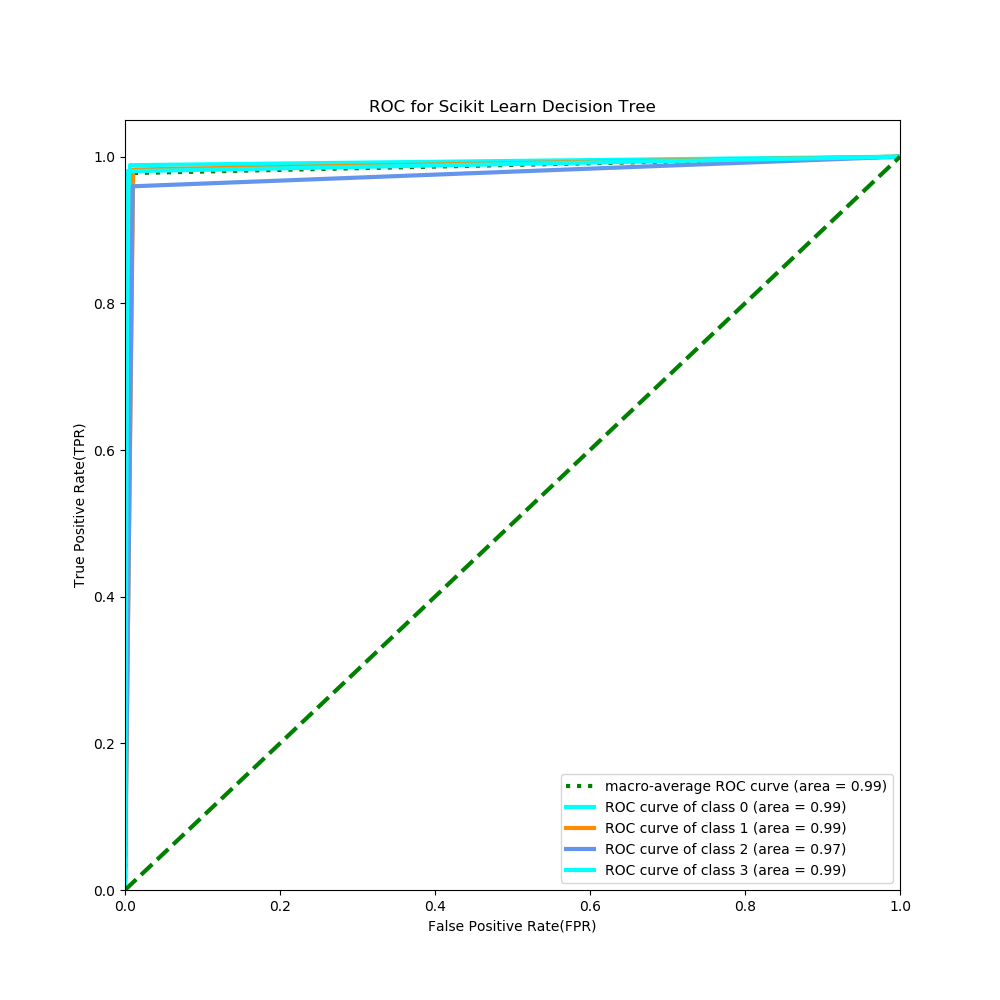 ROC for Scikit Learn Decision Tree
1.0
0.8
0.6
0.4
0.2
0.0
True Positive Rate(TPR)
macro-average ROC curve (area = 0.99)
ROC curve of class 0 (area = 0.99)
ROC curve of class 1 (area = 0.99)
ROC curve of class 2 (area = 0.97)
ROC curve of class 3 (area = 0.99)
0.0 0.2 0.4 0.6 0.8 1.0
False Positive Rate(FPR)